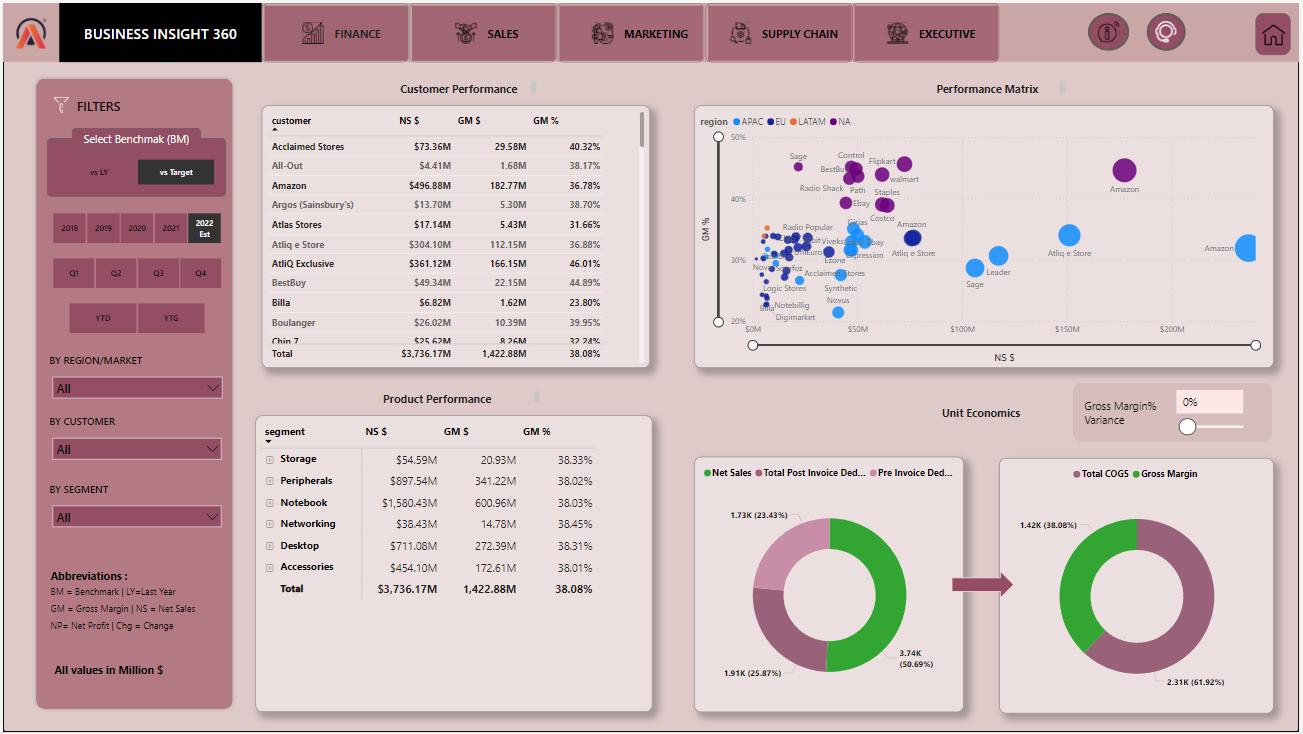 BUSINESS INSIGHT 360
FINANCE
SALES
MARKETING
SUPPLY CHAIN
EXECUTIVE
FILTERS
Select Benchmak (BM)
vs LY
vs Target
2018
2019
2020
2021
2022
Est
Q1
Q2
Q3
Q4
YTD
YTG
BY REGION/MARKET
All
BY CUSTOMER
All
BY SEGMENT
All
Abbreviations :
BM = Benchmark | LY=Last Year
GM = Gross Margin | NS = Net Sales
NP= Net Profit | Chg = Change
All values in Million $
Customer Performance
customer NS $ GM $ GM %
Acclaimed Stores $73.36M 29.58M 40.32%
All-Out $4.41M 1.68M 38.17%
Amazon $496.88M 182.77M 36.78%
Argos (Sainsbury's) $13.70M 5.30M 38.70%
Atlas Stores $17.14M 5.43M 31.66%
Atliq e Store $304.10M 112.15M 36.88%
AtliQ Exclusive $361.12M 166.15M 46.01%
BestBuy $49.34M 22.15M 44.89%
Billa $6.82M 1.62M 23.80%
Boulanger $26.02M 10.39M 39.95%
Chip 7 $25.62M 8.26M 32.24%
Total $3,736.17M 1,422.88M 38.08%
Performance Matrix
region APAC EU LATAM NA
50%
40%
30%
20%
GM %
Sage
Control
BestBu
Flipkart
walmart
Radio Shack
Path
Staples
Ebay
Costco
Amazon
Radio Popular
Amazon
Viveks
Atliq e Store
Expression
Ezone
Atliq e Store
Amazon
Acclaimed Stores
Leader
Sage
Logic Stores
Synthetic
Novus
Billa
Notebillig
Digimarket
$0M
$50M
$100M
$150M
$200M
NS $
Product Performance
segment NS $ GM $ GM %
Storage $54.59M 20.93M 38.33%
Peripherals $897.54M 341.22M 38.02%
Notebook $1,580.43M 600.96M 38.03%
Networking $38.43M 14.78M 38.45%
Desktop $711.08M 272.39M 38.31%
Accessories $454.10M 172.61M 38.01%
Total $3,736.17M 1,422.88M 38.08%
Unit Economics
Gross Margin%
Variance
0%
Net Sales Total Post Invoice Ded... Pre Invoice Ded...
1.73K (23.43%)
1.91K (25.87%)
3.74K
(50.69%)
Total COGS Gross Margin
1.42K (38.08%)
2.31K (61.92%)